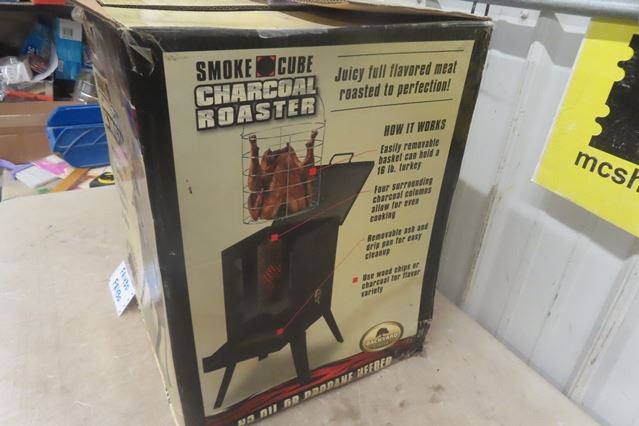 SMOKE CUBE
CHARCOAL
ROASTER
Juicy full flavored meat
roasted to perfection!
HOW IT WORKS
Easily removable
basket can hold a
16 lb. turkey
Four surrounding
charcoal columns
allow for even
cooking
Removable ash and
drip pan for easy
cleanup
Use wood chips or
charcoal for flavor
variety
BACKYARD
NO OIL OR PROPANE NEEDED
mcsh